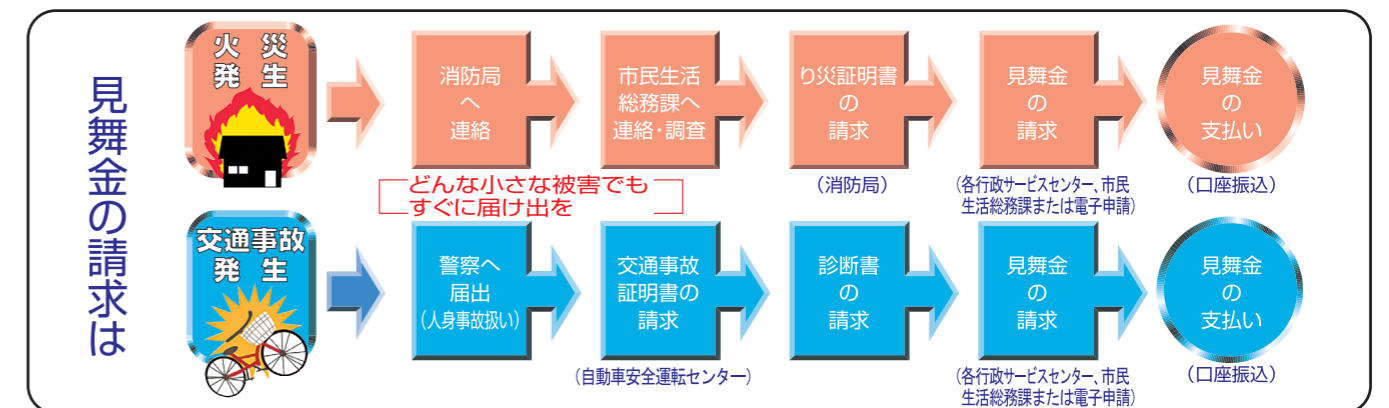 見舞金の請求は
火災
発生
消防局
へ
連絡
市民生活
総務課へ
連絡・調査
り災証明書
の
請求
(消防局)
見舞金
の
請求
(各行政サービスセンター、市民
生活総務課または電子申請)
見舞金
の
支払い
(口座振込)
どんな小さな被害でも
すぐに届け出を
交通事故
発生
警察へ
届出
(人身事故扱い)
交通事故
証明書の
請求
(自動車安全運転センター)
診断書
の
請求
見舞金
の
請求
(各行政サービスセンター、市民
生活総務課または電子申請)
見舞金
の
支払い
(口座振込)